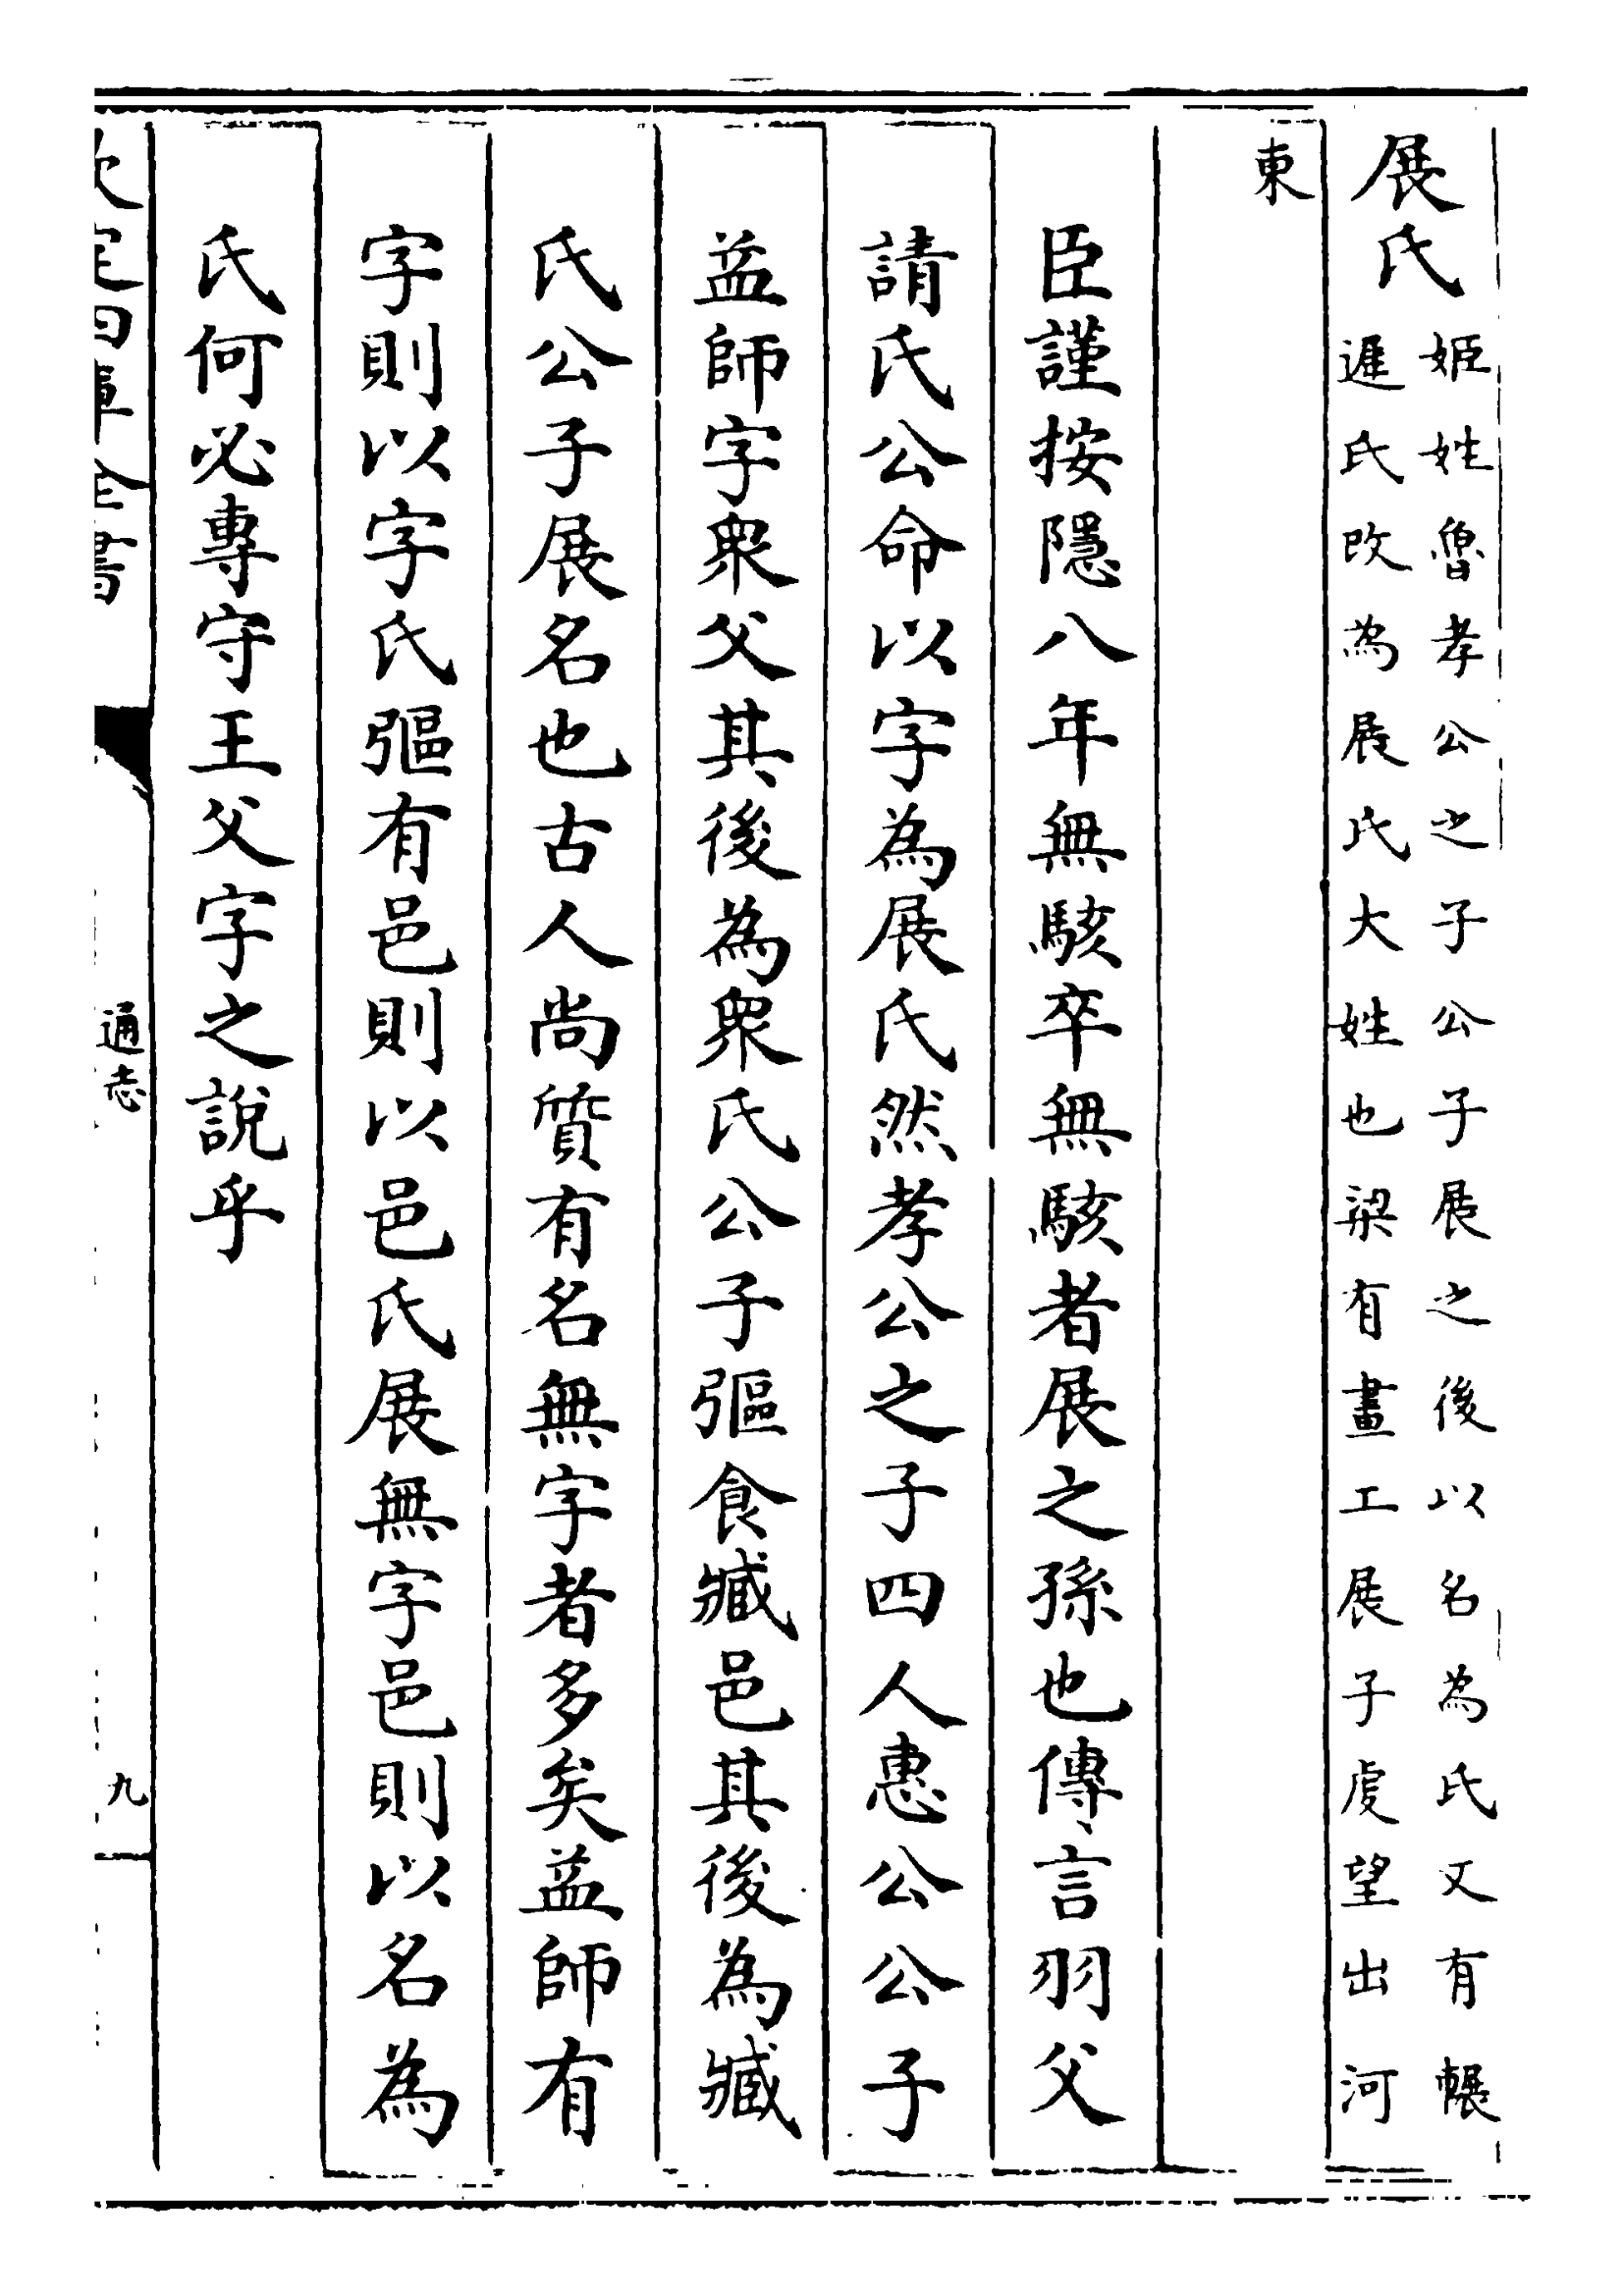 展氏
姬姓魯孝公之子公子展之後以名為氏又有輾
遲氏改為展氏大姓也梁有畫工展子虔望出河
東
臣謹按隱八年無駭卒無駭者展之孫也傳言羽父
請氏公命以字為展氏然孝公之子四人惠公公子
益師字衆父其後為衆氏公子彄食臧邑其後為臧
氏公子展名也古人尚質有名無字者多矣益師有
字則以字氏彄有邑則以邑氏展無字邑則以名為
氏何必專守王父字之說乎
欽定四庫全書
通志
九